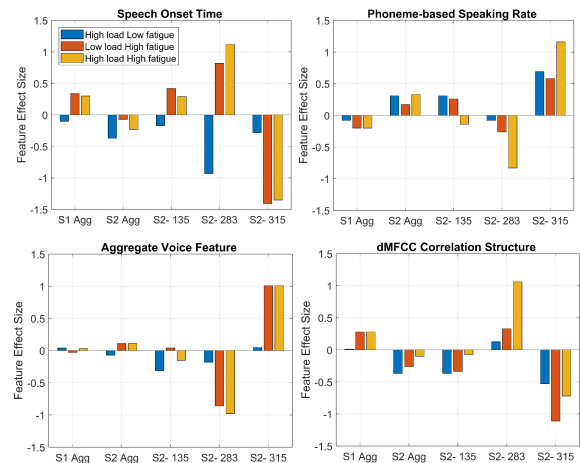 Speech Onset Time
Feature Effect Size
1.5
1
0.5
0
-0.5
-1
-1.5
High load Low fatigue
Low load High fatigue
High load High fatigue
S1 Agg S2 Agg S2- 135 S2- 283 S2- 315
Phoneme-based Speaking Rate
Feature Effect Size
1.5
1
0.5
0
-0.5
-1
-1.5
S1 Agg S2 Agg S2- 135 S2- 283 S2- 315
Aggregate Voice Feature
Feature Effect Size
1.5
1
0.5
0
-0.5
-1
-1.5
S1 Agg S2 Agg S2- 135 S2- 283 S2- 315
dMFCC Correlation Structure
Feature Effect Size
1.5
1
0.5
0
-0.5
-1
-1.5
S1 Agg S2 Agg S2- 135 S2- 283 S2- 315